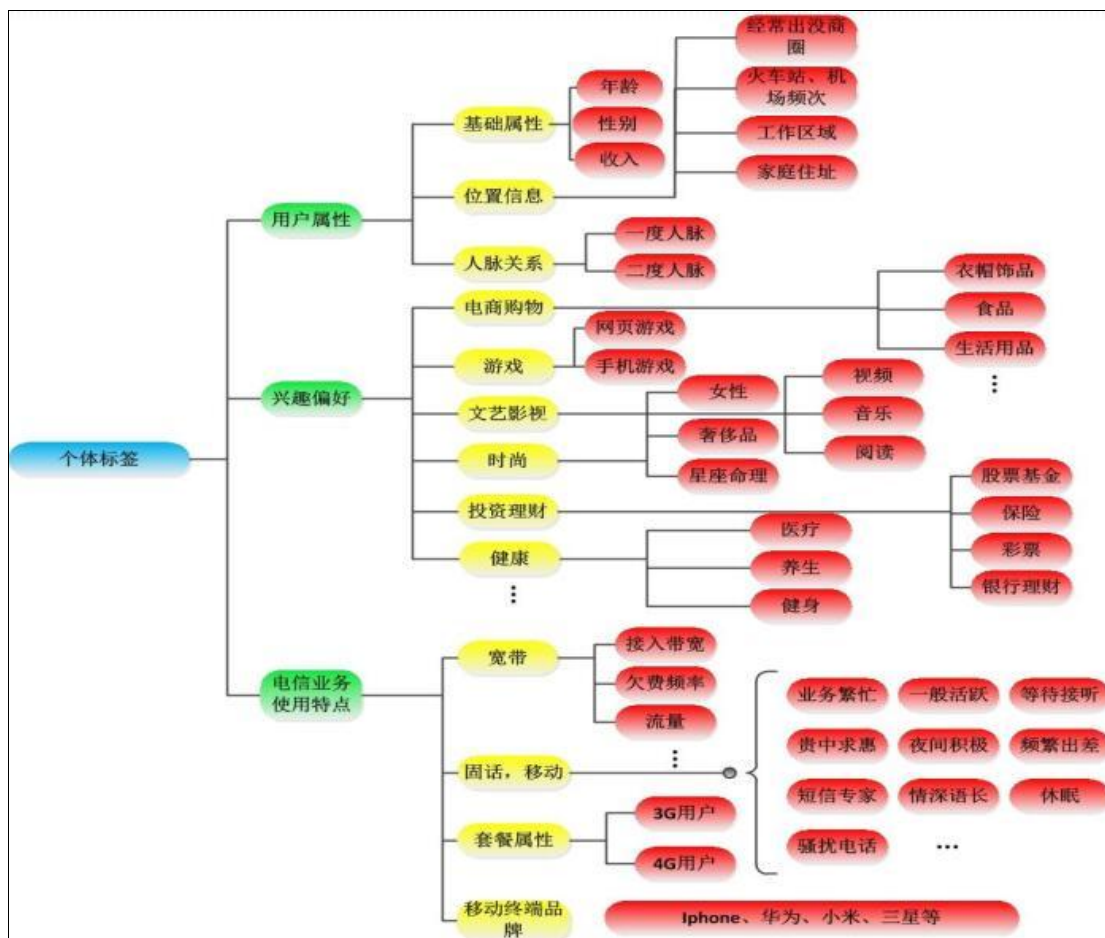 个体标签
用户属性
基础属性
年龄
性别
收入
位置信息
经常出没商
圈
火车站、机
场频次
工作区域
家庭住址
人脉关系
一度人脉
二度人脉
兴趣偏好
电商购物
衣帽饰品
食品
生活用品
...
游戏
网页游戏
手机游戏
文艺影视
视频
音乐
阅读
时尚
女性
奢侈品
星座命理
投资理财
股票基金
保险
彩票
银行理财
健康
医疗
养生
健身
...
电信业务
使用特点
宽带
接入带宽
欠费频率
流量
...
固话，移动
业务繁忙
一般活跃
等待接听
贵中求惠
夜间积极
频繁出差
短信专家
情深语长
休眠
骚扰电话
...
套餐属性
3G用户
4G用户
移动终端品
牌
Iphone、华为、小米、三星等